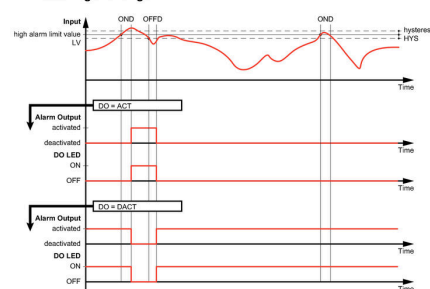 Input
OND
OFFD
OND
high alarm limit value
LV
hysteres
HYS
Time
DO = ACT
Alarm Output
activated
deactivated
Time
DO LED
ON
OFF
Time
DO = DACT
Alarm Output
activated
deactivated
Time
DO LED
ON
OFF
Time